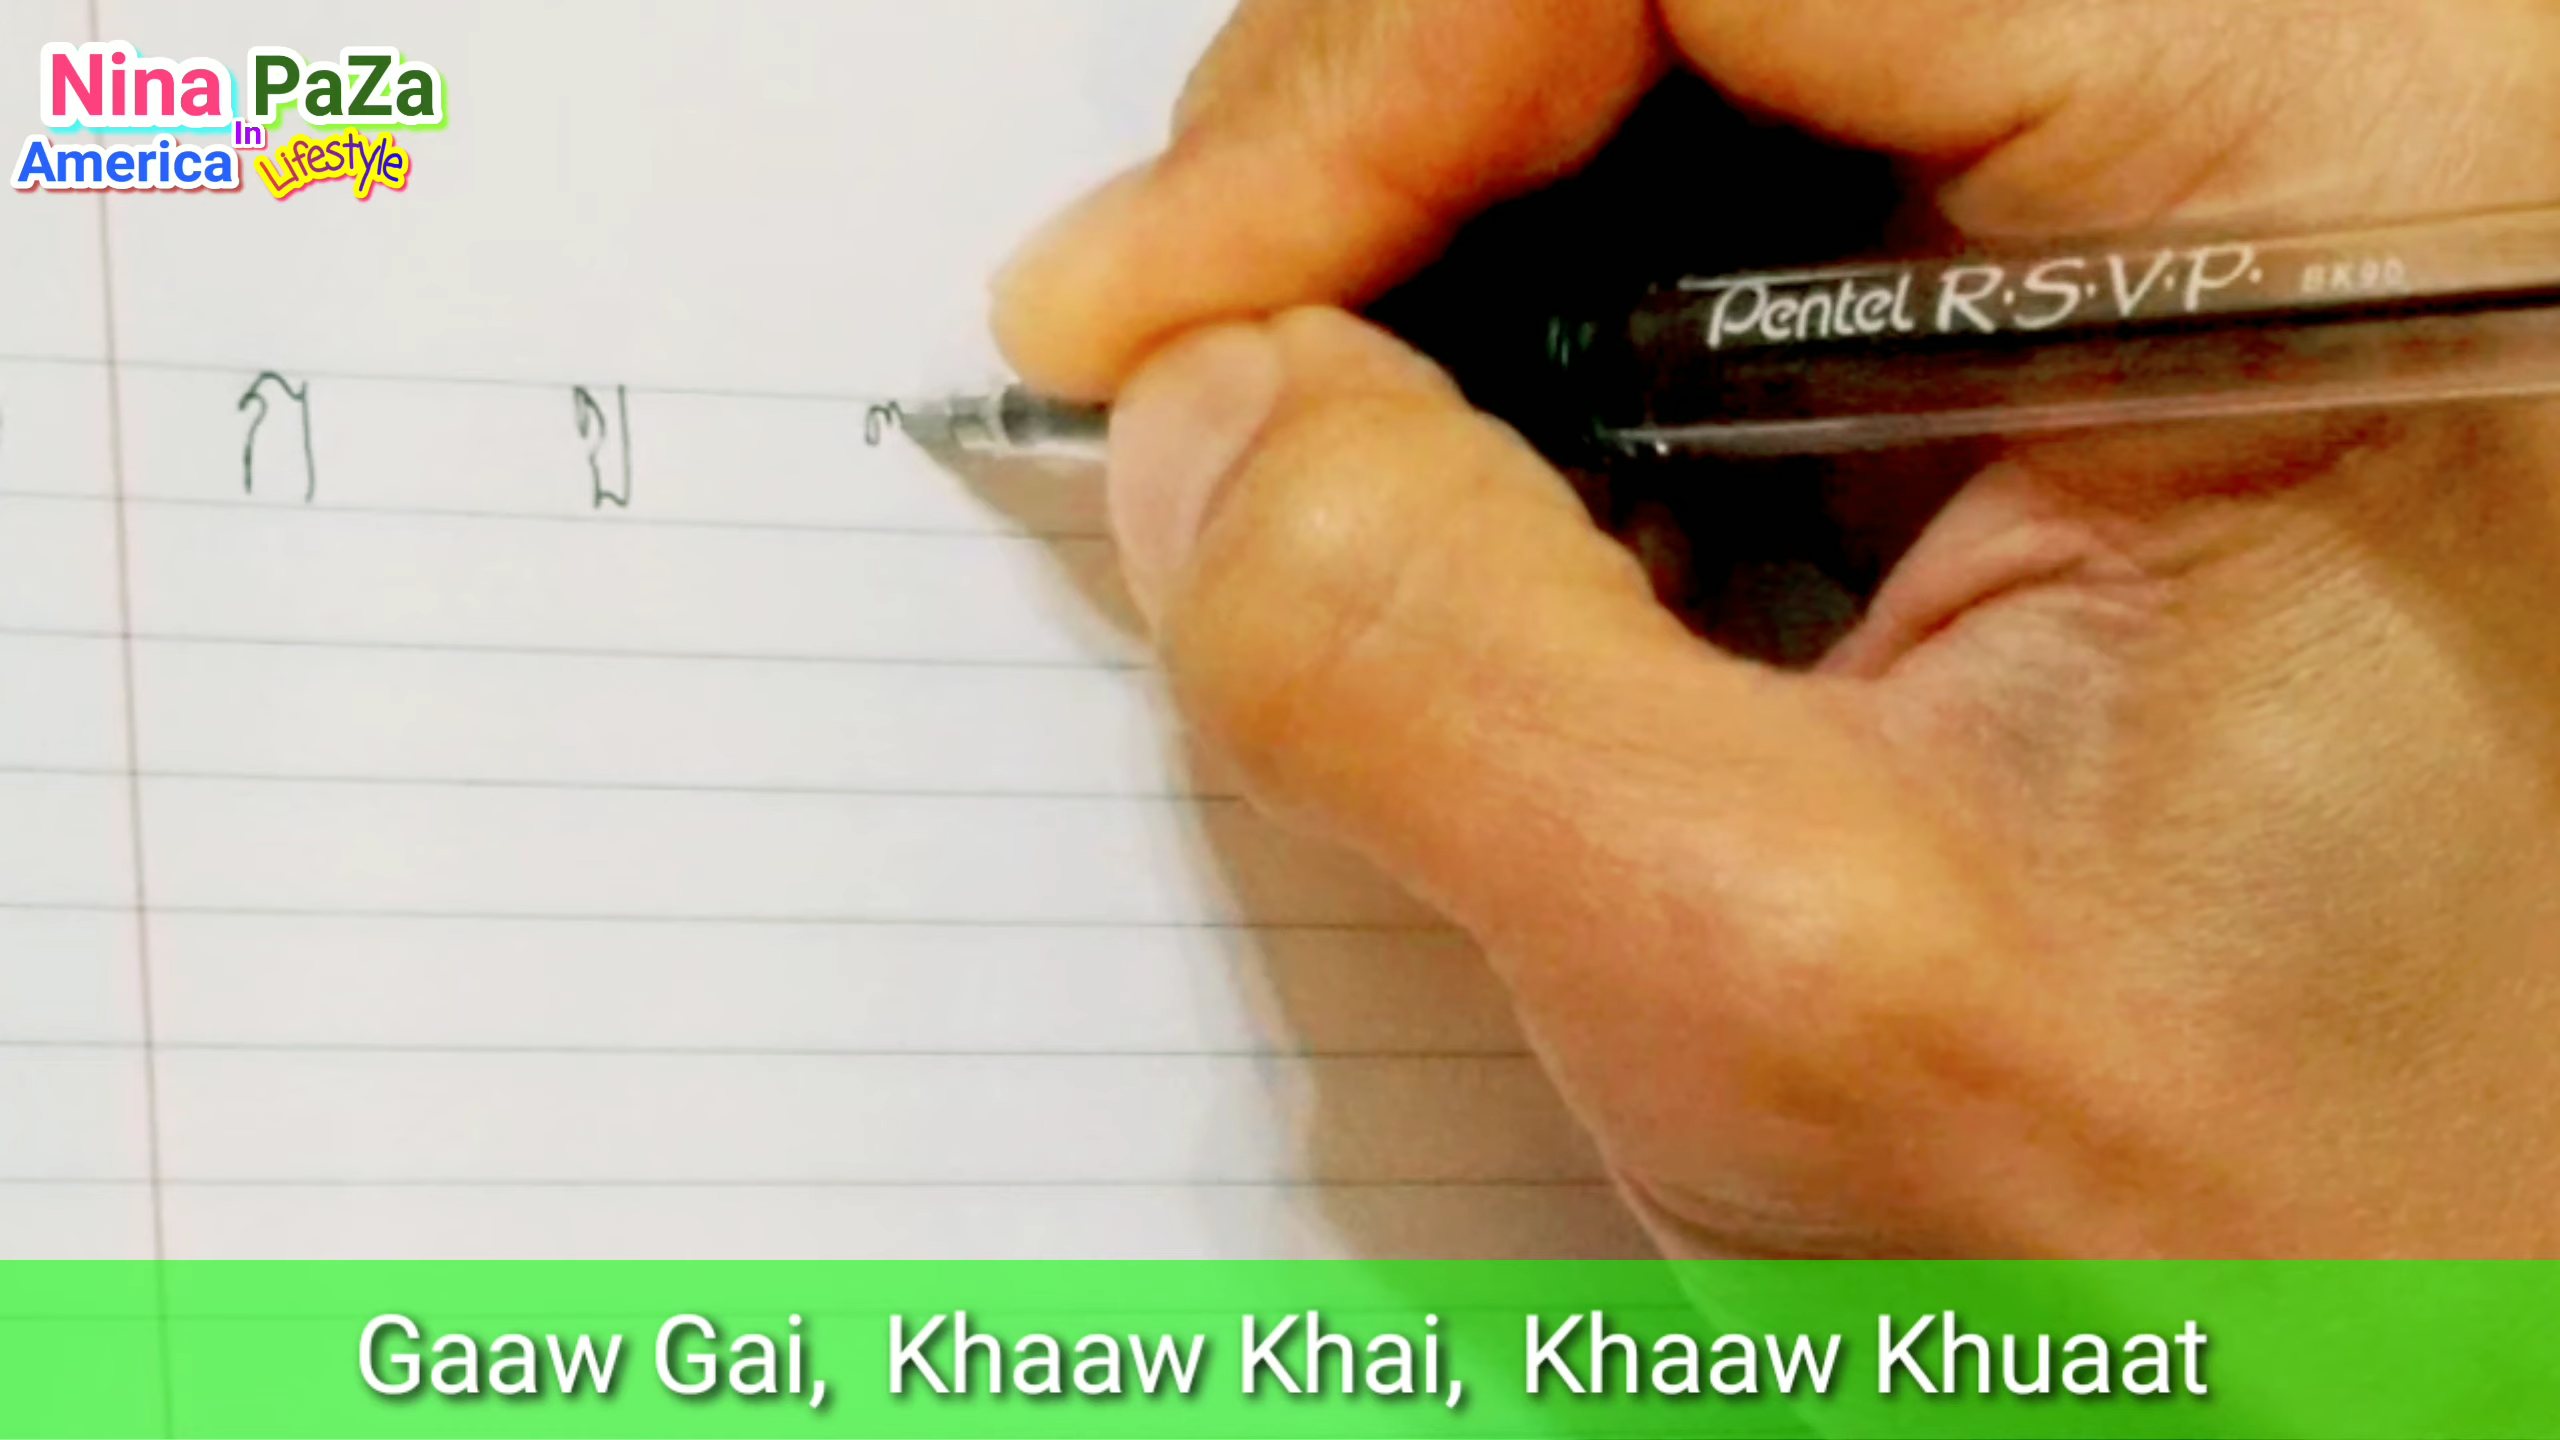 Nina PaZa
In
America Lifestyle
Pentel R.S.V.P. BK90
ก ข
Gaaw Gai, Khaaw Khai, Khaaw Khuaat